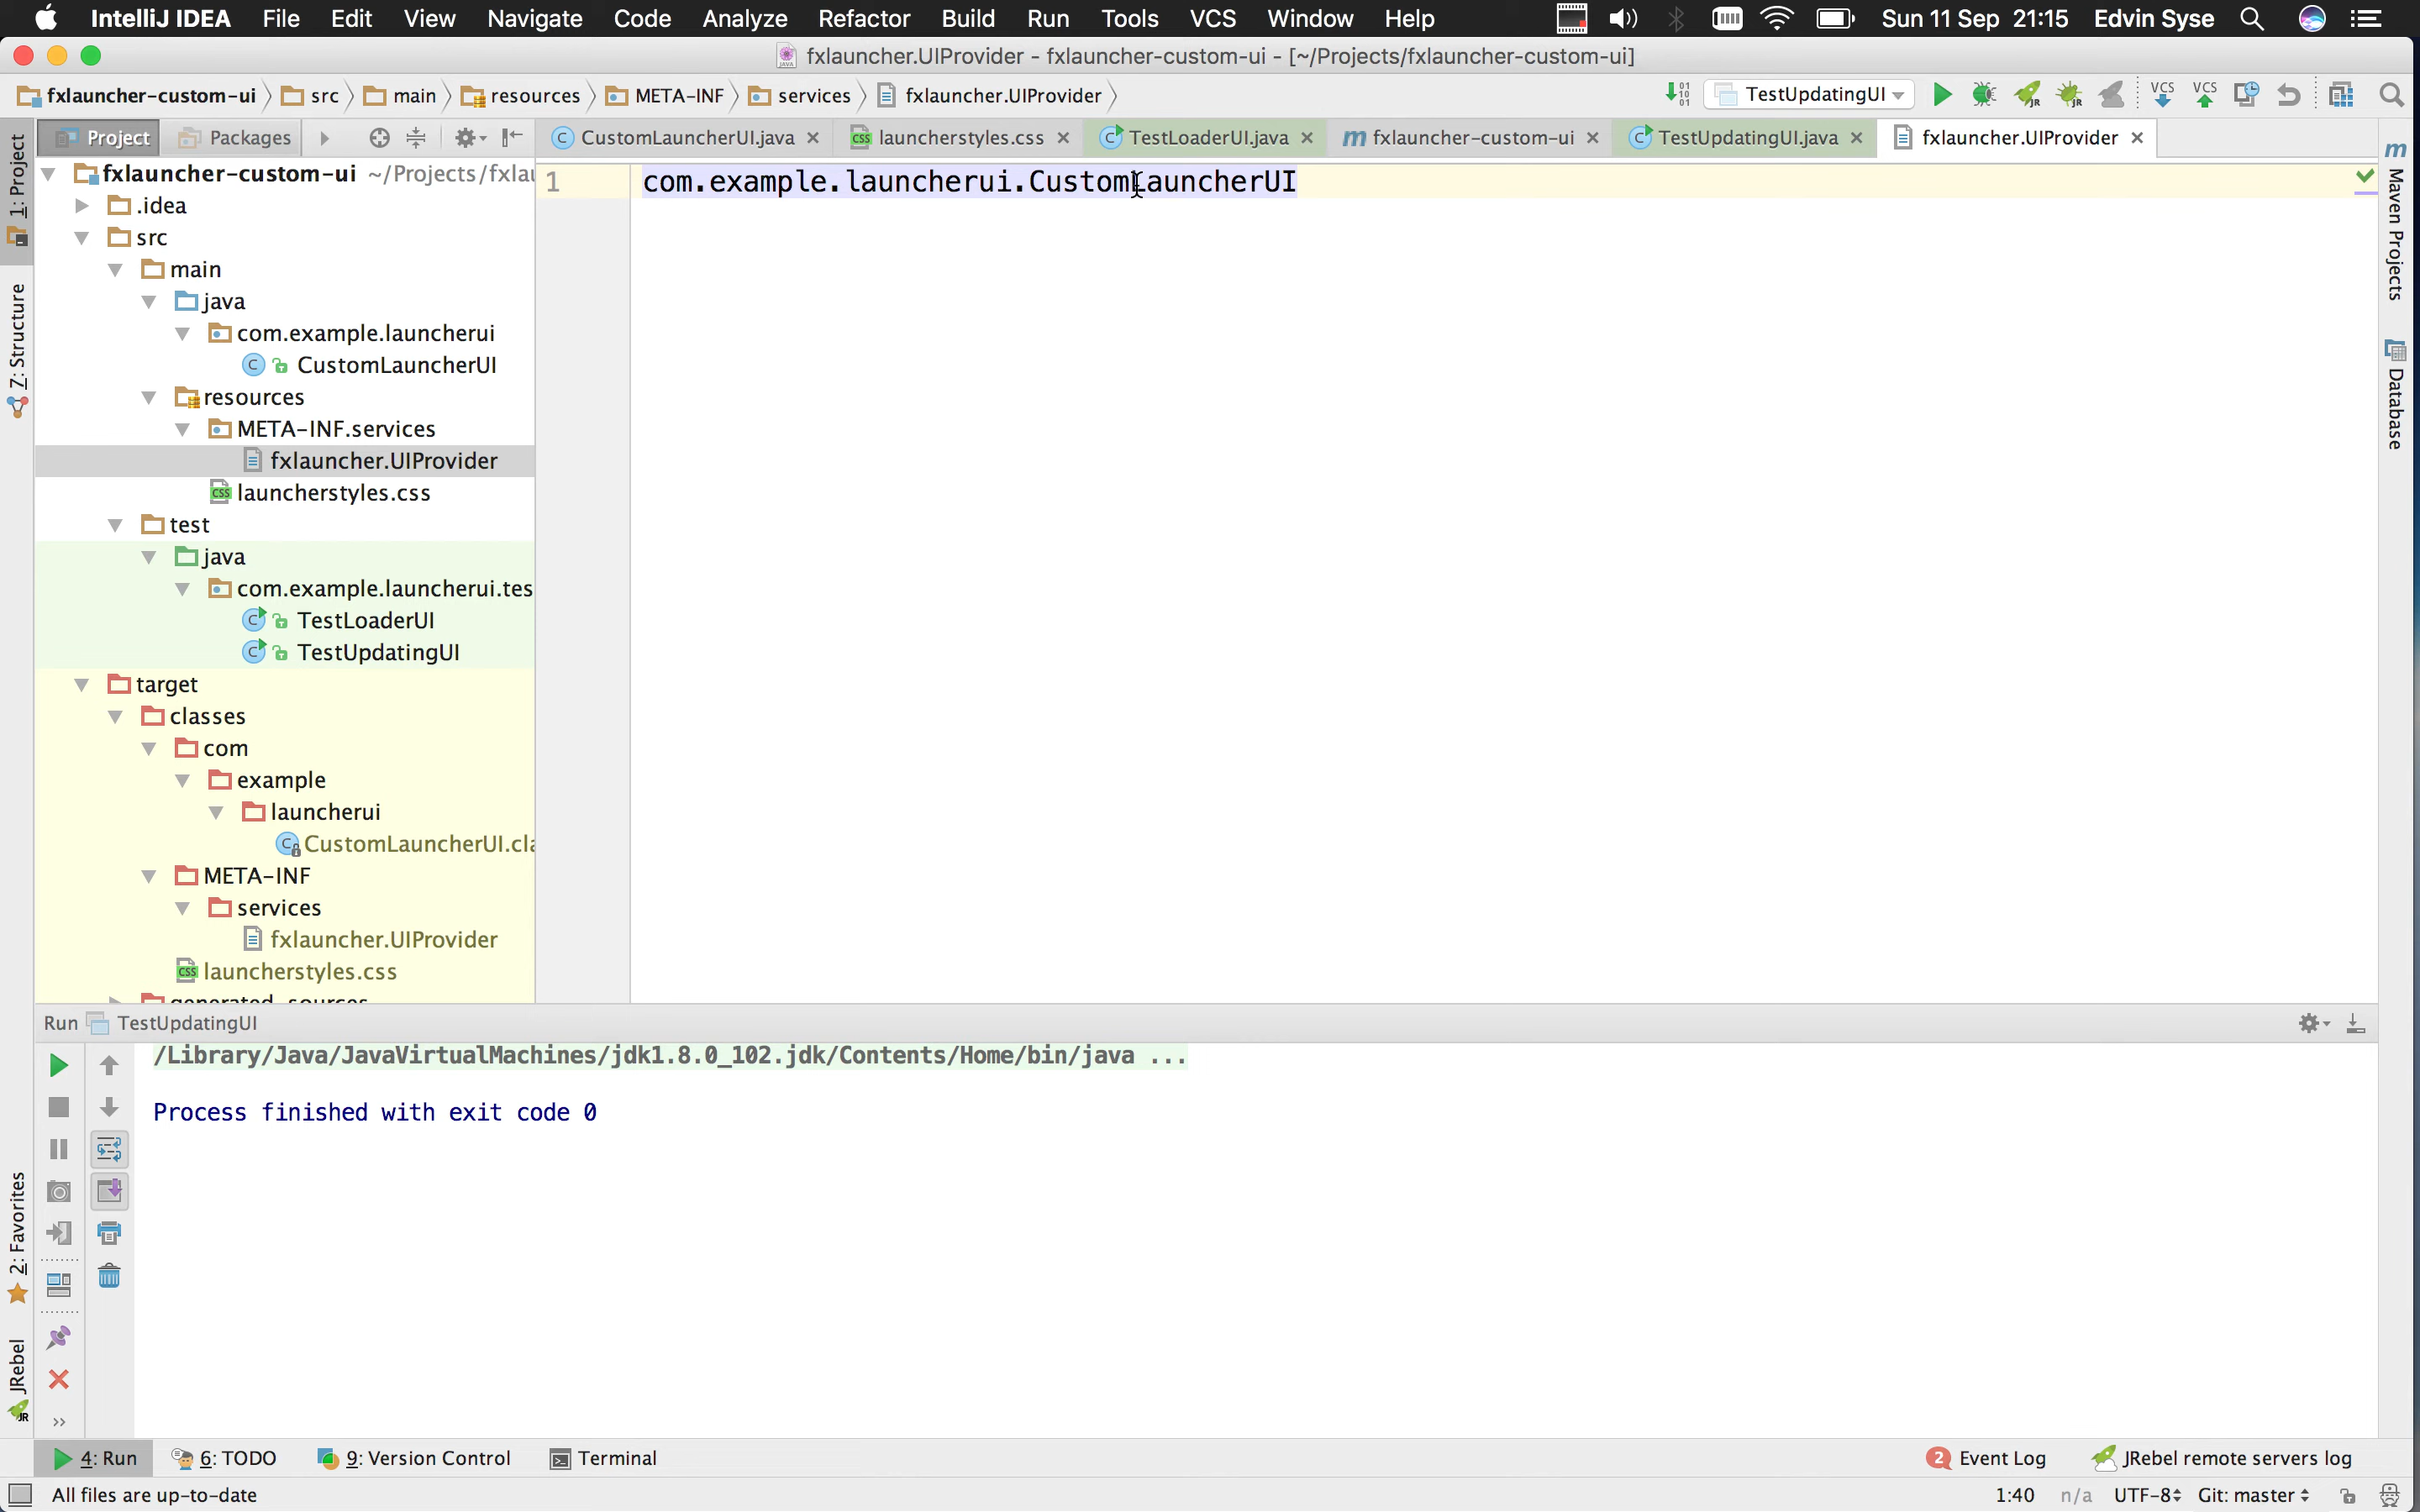 IntelliJ IDEA File Edit View Navigate Code Analyze Refactor Build Run Tools VCS Window Help Sun 11 Sep 21:15 Edvin Syse
fxlauncher.UIProvider - fxlauncher-custom-ui - [~/Projects/fxlauncher-custom-ui]
fxlauncher-custom-ui src main resources META-INF services fxlauncher.UIProvider TestUpdatingUI VCS VCS
Project Packages CustomLauncherUI.java launcherstyles.css TestLoaderUI.java fxlauncher-custom-ui TestUpdatingUI.java fxlauncher.UIProvider
1: Project
7: Structure
2: Favorites
JRebel
fxlauncher-custom-ui ~/Projects/fxlau
.idea
src
main
java
com.example.launcherui
CustomLauncherUI
resources
META-INF.services
fxlauncher.UIProvider
launcherstyles.css
test
java
com.example.launcherui.tes
TestLoaderUI
TestUpdatingUI
target
classes
com
example
launcherui
CustomLauncherUI.cla
META-INF
services
fxlauncher.UIProvider
launcherstyles.css
generated-sources
1 com.example.launcherui.CustomLauncherUI
Maven Projects
Database
Run TestUpdatingUI
/Library/Java/JavaVirtualMachines/jdk1.8.0_102.jdk/Contents/Home/bin/java ...
Process finished with exit code 0
4: Run 6: TODO 9: Version Control Terminal 2 Event Log JRebel remote servers log
All files are up-to-date 1:40 n/a UTF-8 Git: master